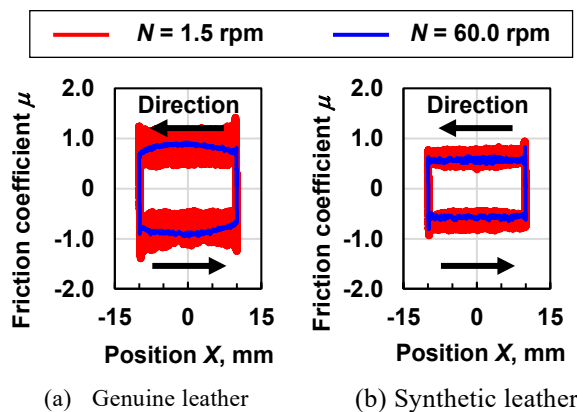 N = 1.5 rpm N = 60.0 rpm
Friction coefficient μ
2.0
1.0
0
-1.0
-2.0
Direction
-15 0 15
Position X, mm
(a) Genuine leather
Friction coefficient μ
2.0
1.0
0
-1.0
-2.0
Direction
-15 0 15
Position X, mm
(b) Synthetic leather